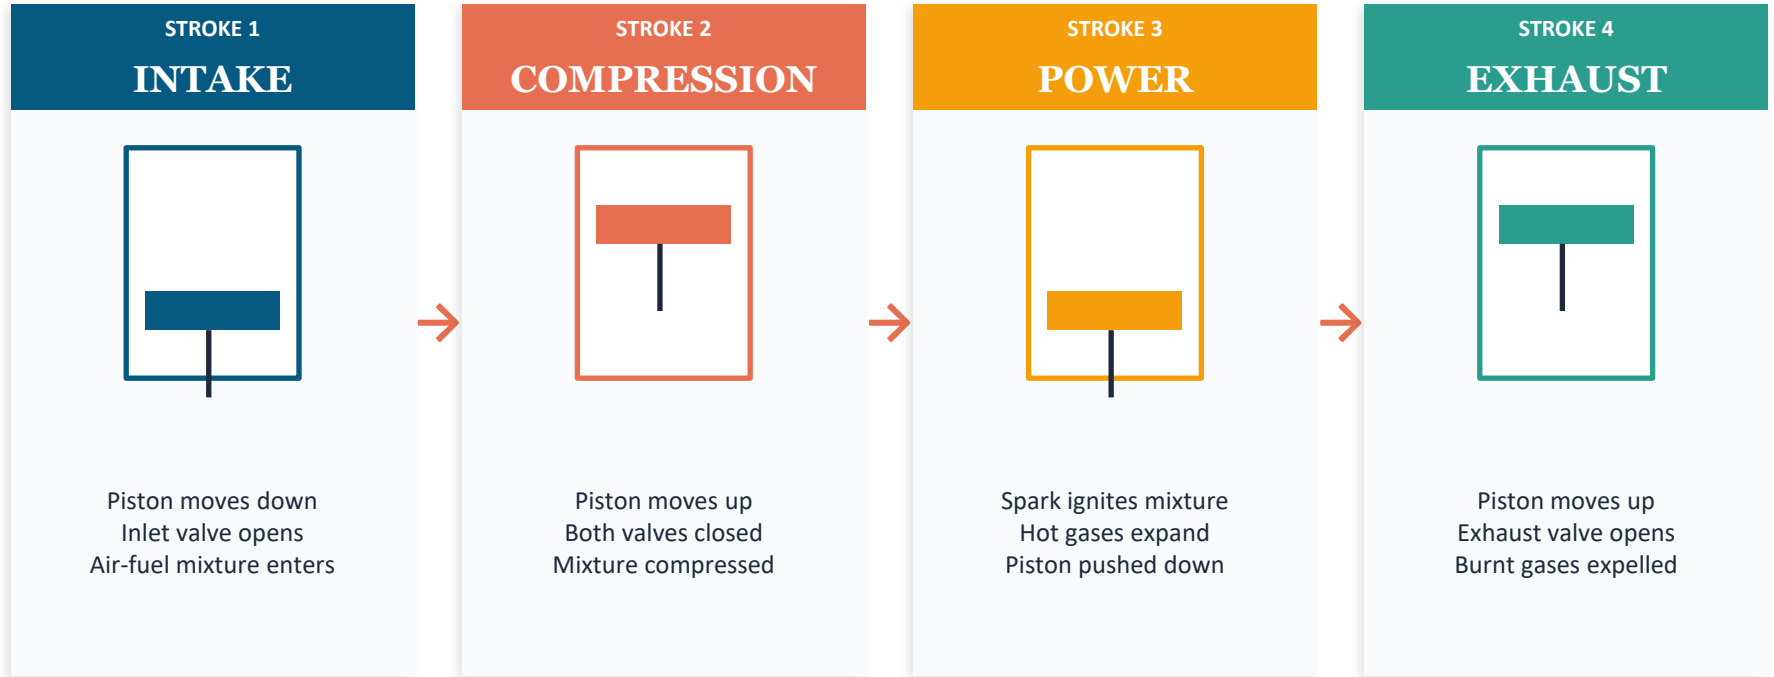 STROKE 1
INTAKE
Piston moves down
Inlet valve opens
Air-fuel mixture enters
STROKE 2
COMPRESSION
Piston moves up
Both valves closed
Mixture compressed
STROKE 3
POWER
Spark ignites mixture
Hot gases expand
Piston pushed down
STROKE 4
EXHAUST
Piston moves up
Exhaust valve opens
Burnt gases expelled